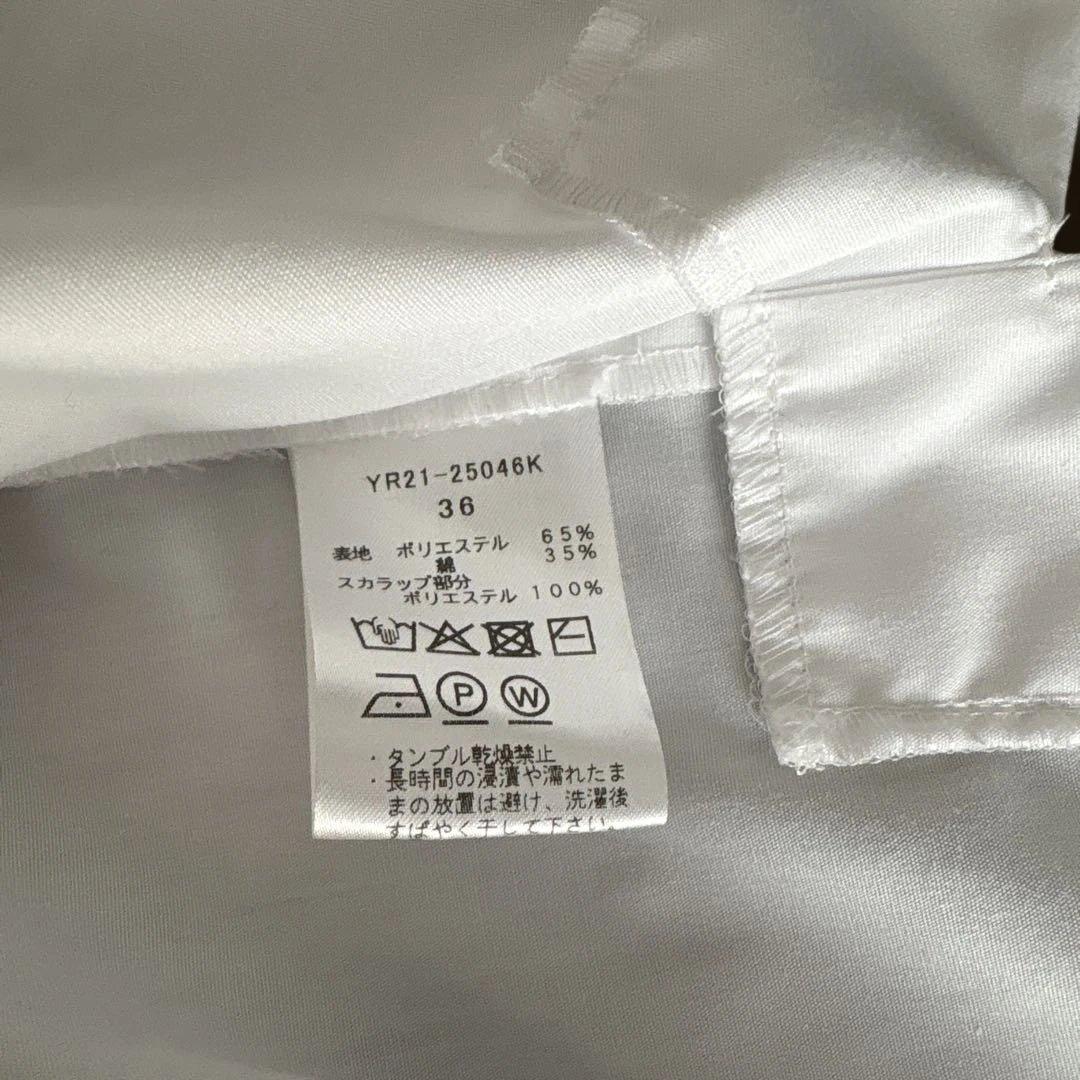 YR21-25046K
36
表地 ポリエステル 65%
綿 35%
スカラップ部分
ポリエステル 100%
P W
・タンブル乾燥禁止
・長時間の浸漬や濡れたま
まの放置は避け、洗濯後
すばやく干して下さい。